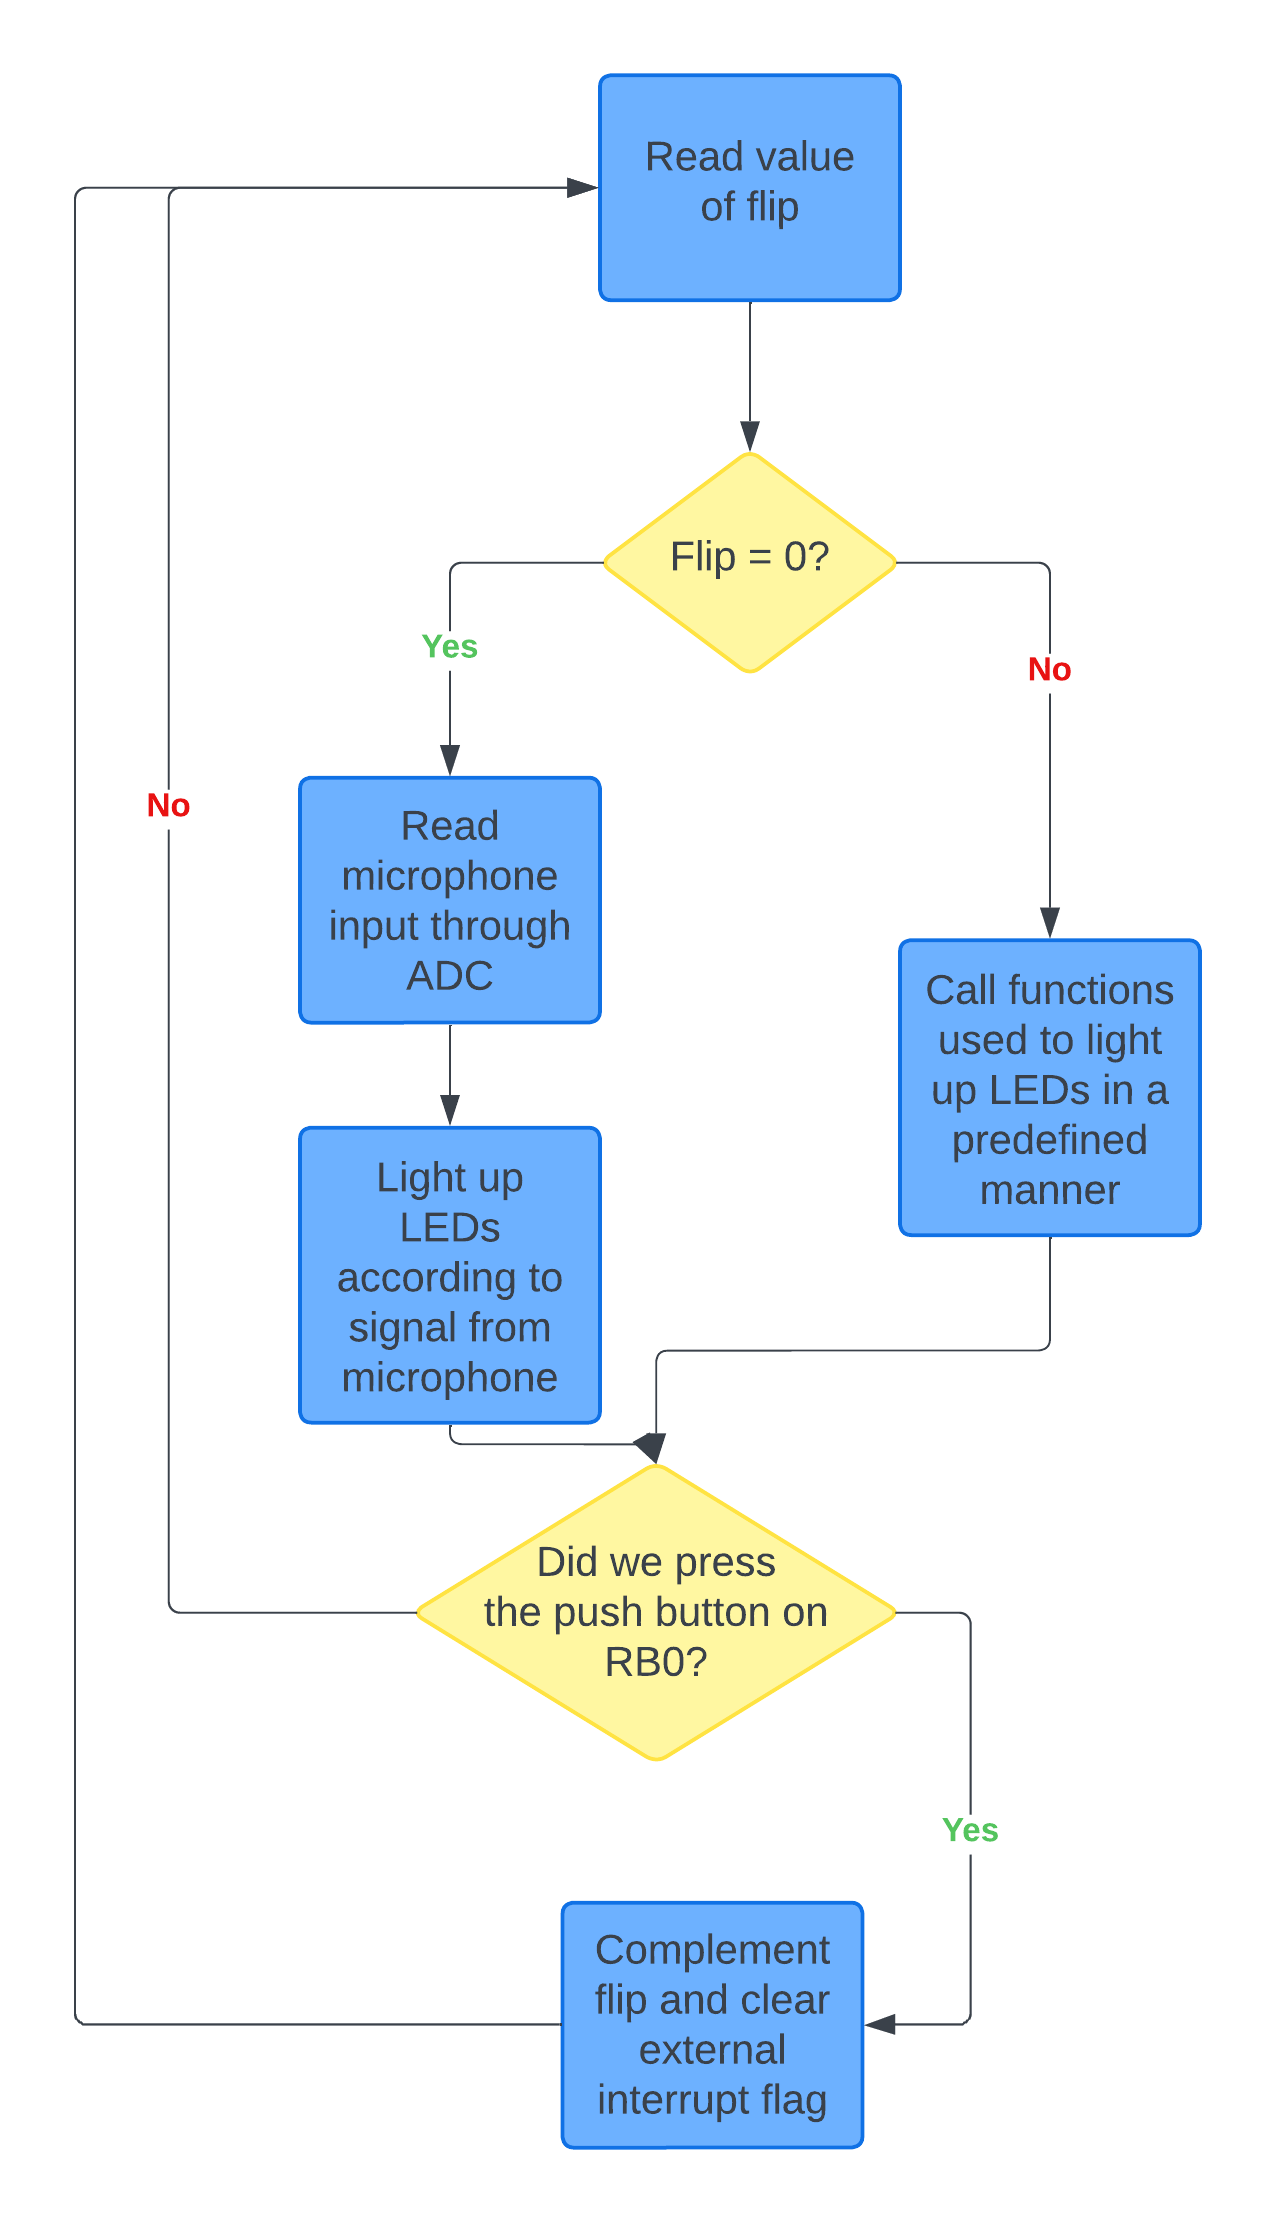 Read value
of flip
Flip = 0?
Yes
No
No
Read
microphone
input through
ADC
Call functions
used to light
up LEDs in a
predefined
manner
Light up
LEDs
according to
signal from
microphone
Did we press
the push button on
RB0?
Yes
Complement
flip and clear
external
interrupt flag